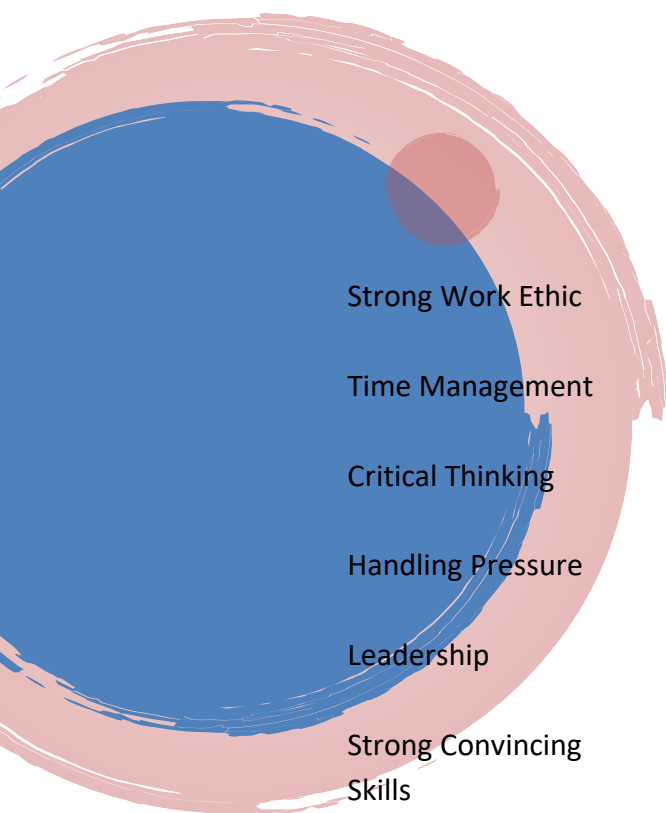 Strong Work Ethic
Time Management
Critical Thinking
Handling Pressure
Leadership
Strong Convincing
Skills